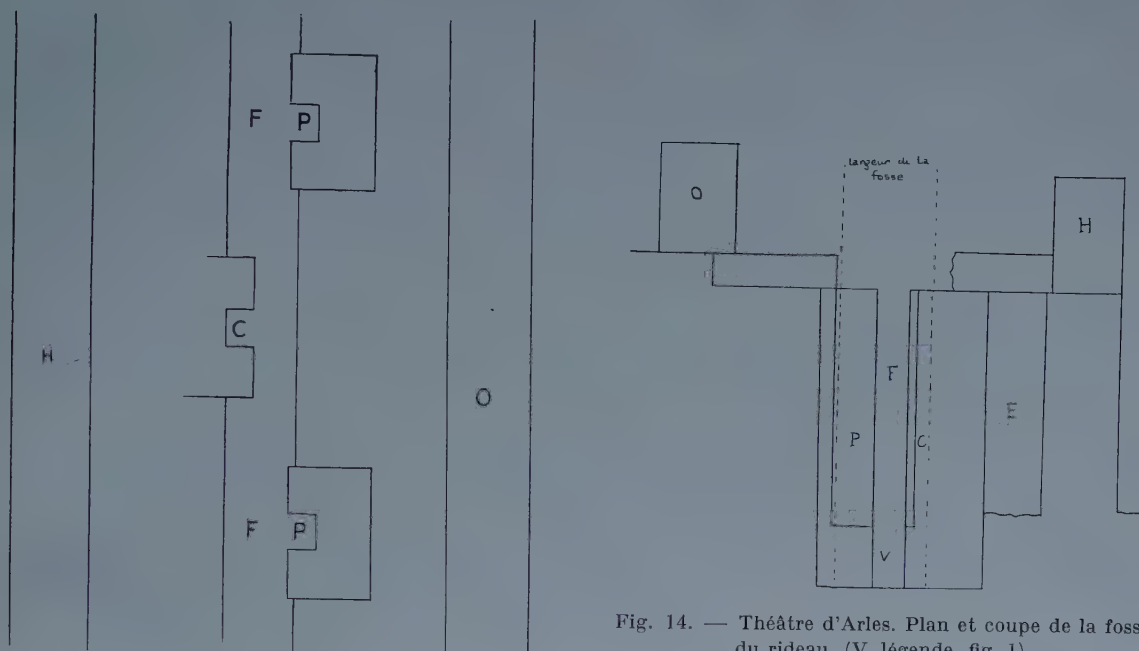 F P
C
H
O
F P
largeur de la
fosse
O
H
F
E
P
C
V
Fig. 14. — Théâtre d'Arles. Plan et coupe de la foss
du rideau. (V. légende, fig. 1)